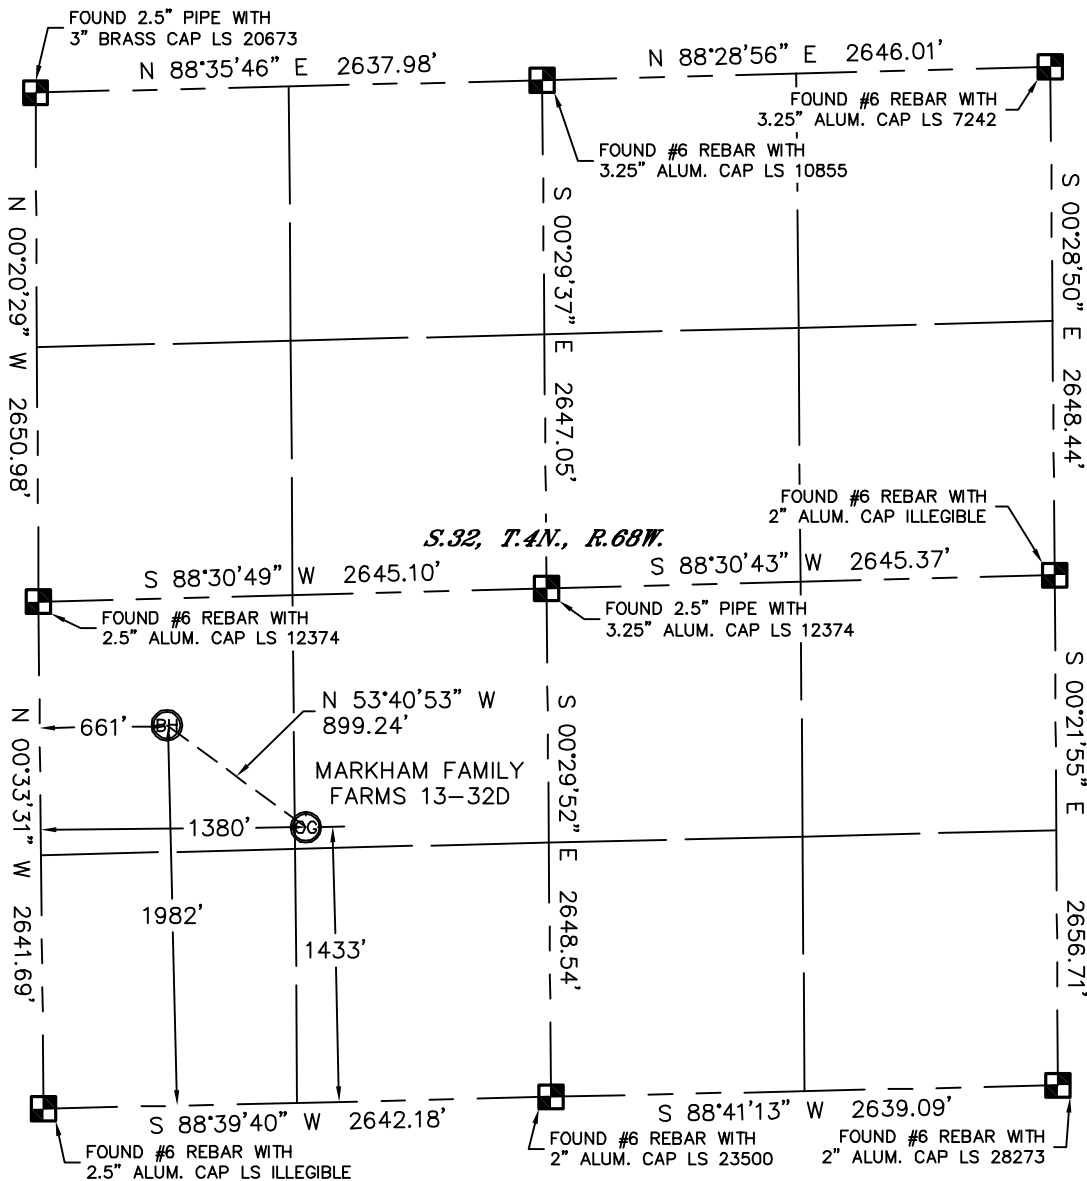 FOUND 2.5" PIPE WITH
3" BRASS CAP LS 20673
N 88°35'46" E 2637.98'
N 88°28'56" E 2646.01'
FOUND #6 REBAR WITH
3.25" ALUM. CAP LS 7242
FOUND #6 REBAR WITH
3.25" ALUM. CAP LS 10855
N 00°20'29" W 2650.98'
S 00°29'37" E 2647.05'
S 00°28'50" E 2648.44'
FOUND #6 REBAR WITH
2" ALUM. CAP ILLEGIBLE
S.32, T.4N., R.68W.
S 88°30'49" W 2645.10'
S 88°30'43" W 2645.37'
FOUND #6 REBAR WITH
2.5" ALUM. CAP LS 12374
FOUND 2.5" PIPE WITH
3.25" ALUM. CAP LS 12374
N 00°33'31" W 2641.69'
S 00°29'52" E 2648.54'
S 00°21'55" E 2656.71'
N 53°40'53" W
899.24'
661'
BH
MARKHAM FAMILY
FARMS 13-32D
1380'
OG
1982'
1433'
S 88°39'40" W 2642.18'
S 88°41'13" W 2639.09'
FOUND #6 REBAR WITH
2.5" ALUM. CAP LS ILLEGIBLE
FOUND #6 REBAR WITH
2" ALUM. CAP LS 23500
FOUND #6 REBAR WITH
2" ALUM. CAP LS 28273